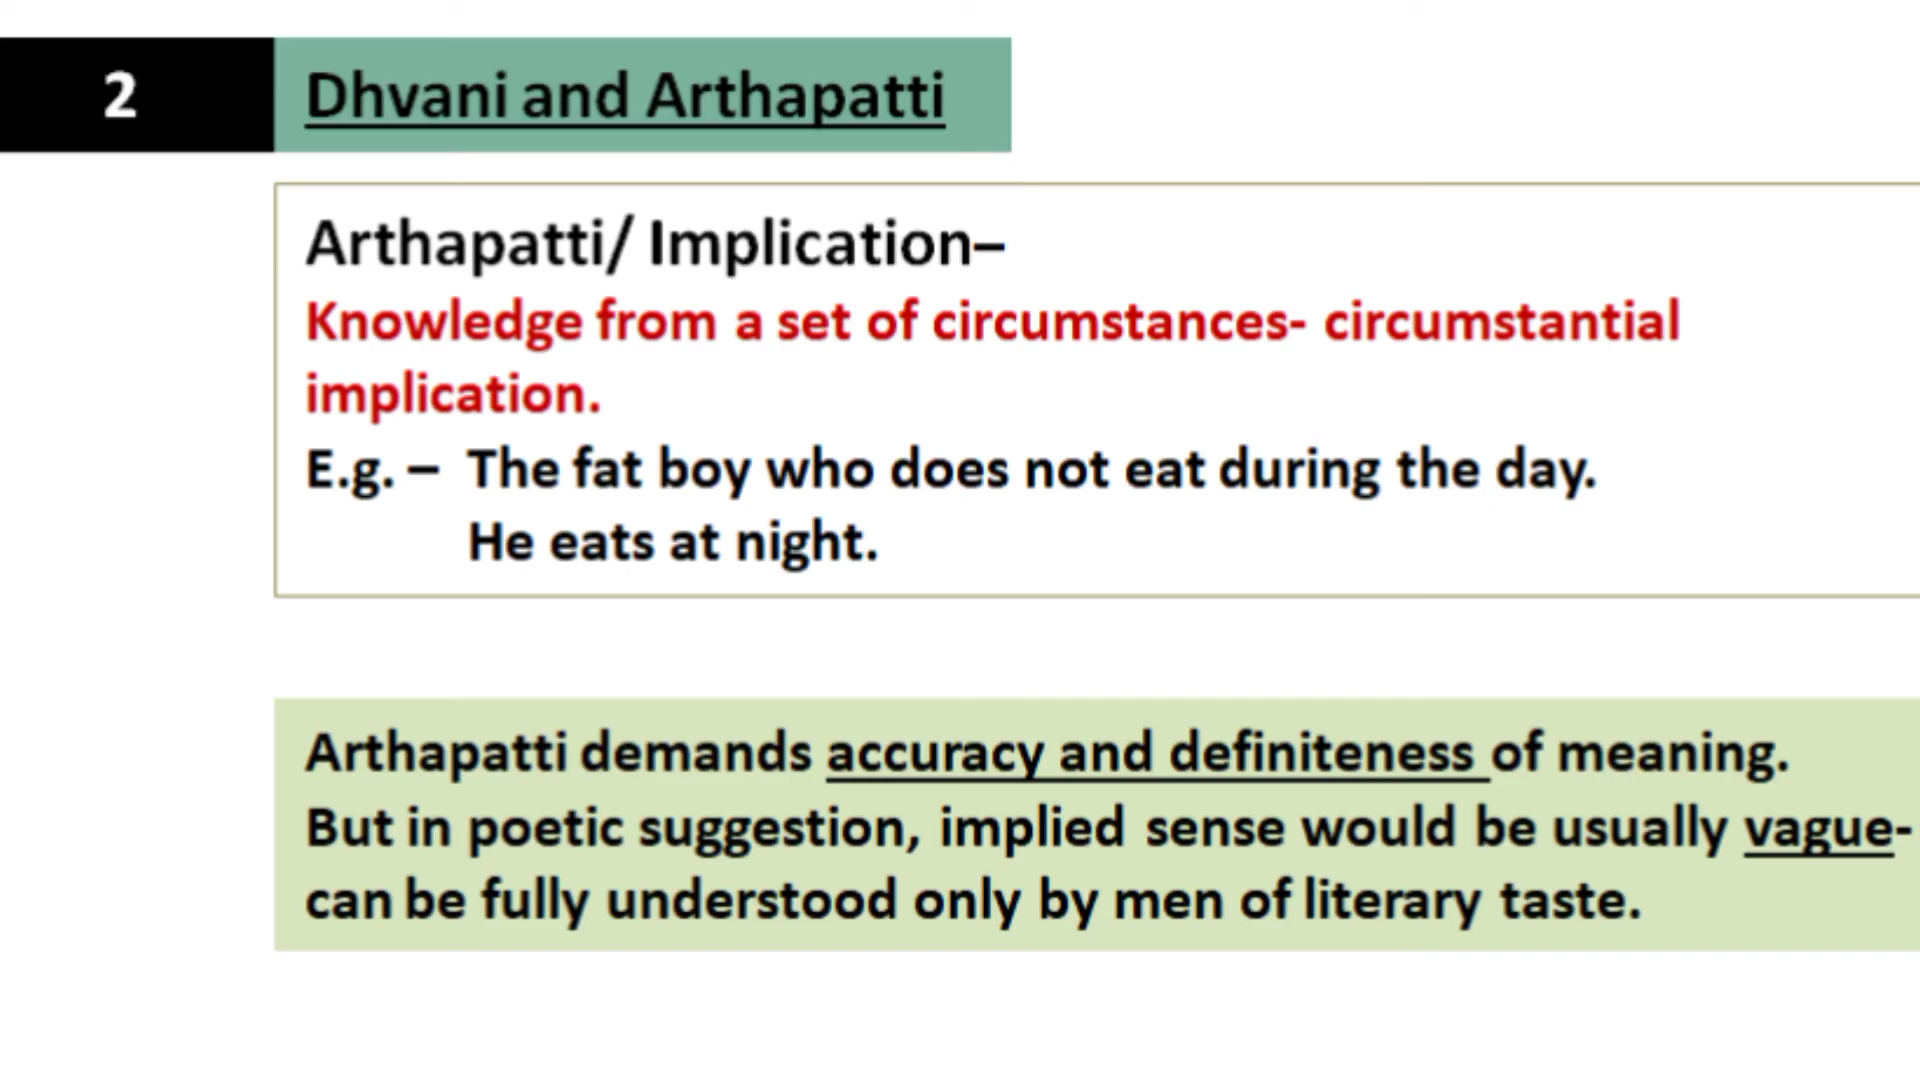 2
Dhvani and Arthapatti
Arthapatti/ Implication–
Knowledge from a set of circumstances- circumstantial
implication.
E.g. – The fat boy who does not eat during the day.
He eats at night.
Arthapatti demands accuracy and definiteness of meaning.
But in poetic suggestion, implied sense would be usually vague-
can be fully understood only by men of literary taste.